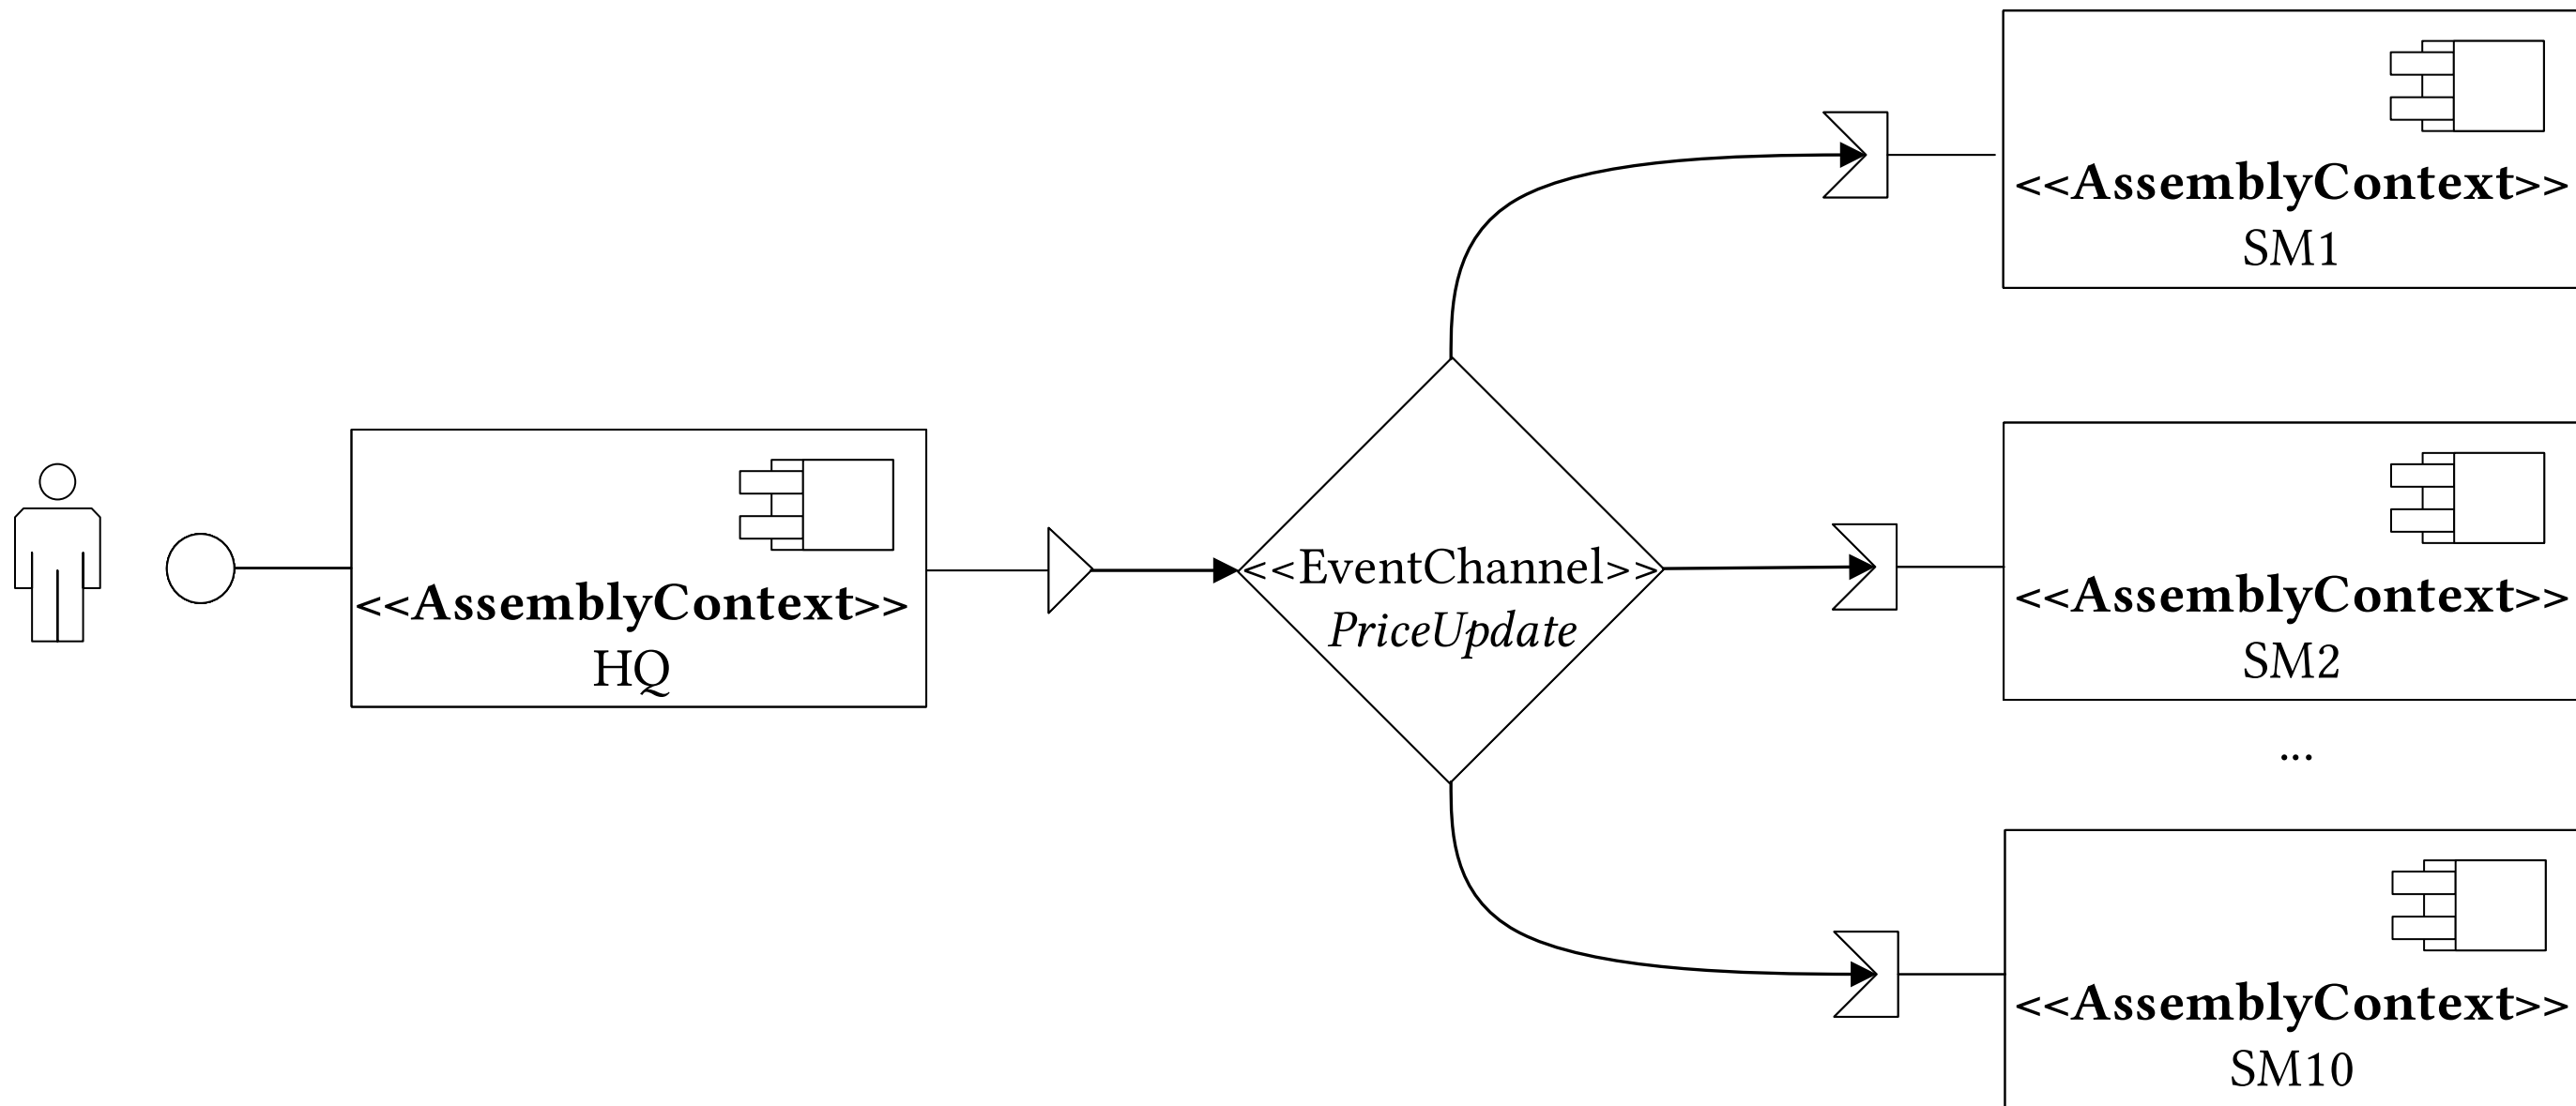 <<AssemblyContext>>
SM1
<<AssemblyContext>>
HQ
<<EventChannel>>
PriceUpdate
<<AssemblyContext>>
SM2
...
<<AssemblyContext>>
SM10